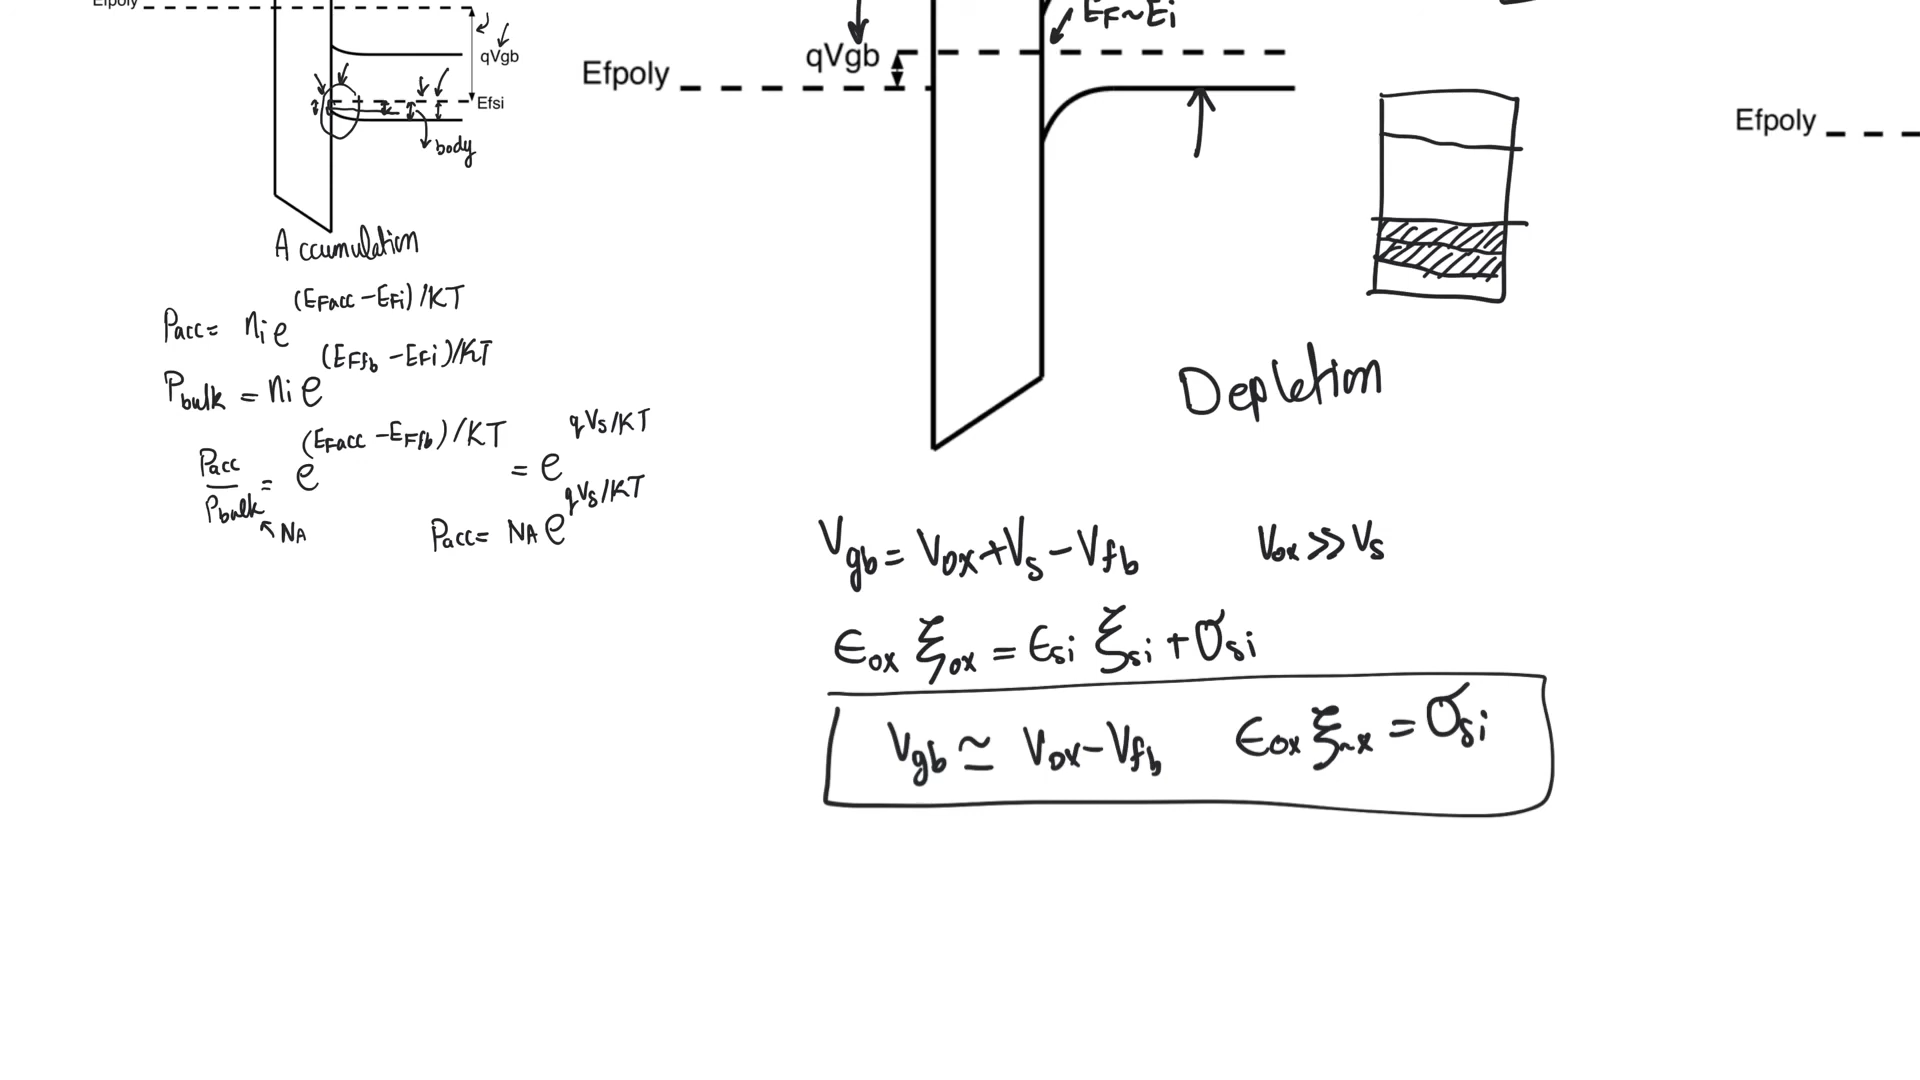 Efpoly
qVgb
Efsi
body
Accumulation
Pacc= ni e^(EFacc -EFi)/KT
Pbulk = ni e^(EFfb -EFi)/KT
Pacc/Pbulk = e^(EFacc -EFfb)/KT = e^qVs/KT
NA
Pacc= NA e^qVs/KT
EF~Ei
qVgb
Efpoly
Depletion
Vgb= Vox+Vs-Vfb Vox≫Vs
ϵox ξox = ϵsi ξsi + σsi
Vgb ≃ Vox-Vfb ϵox ξox = σsi
Efpoly